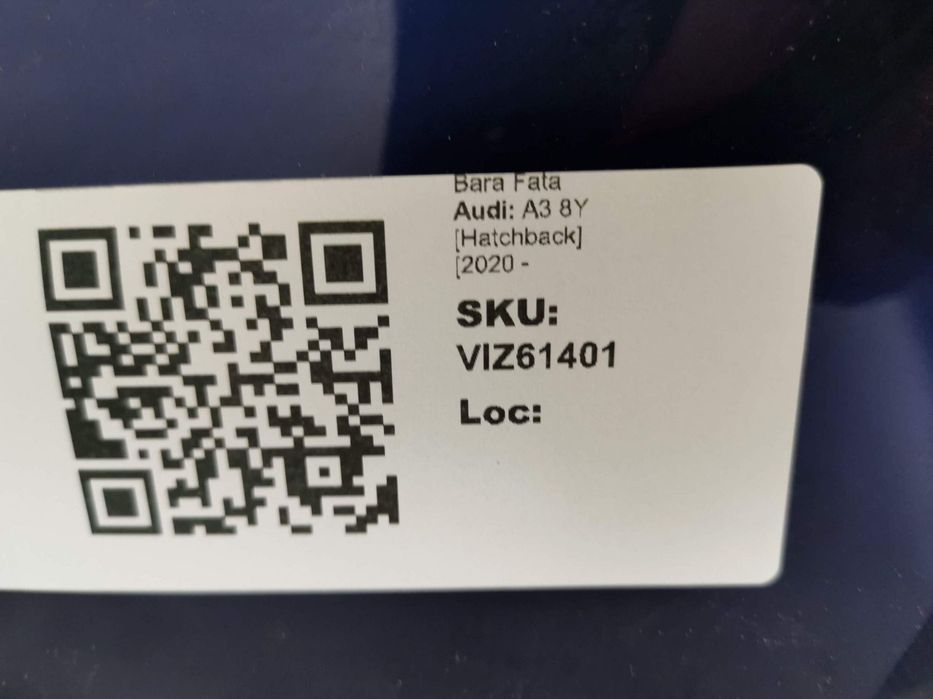 Bara Fata
Audi: A3 8Y
[Hatchback]
[2020 -
SKU:
VIZ61401
Loc: